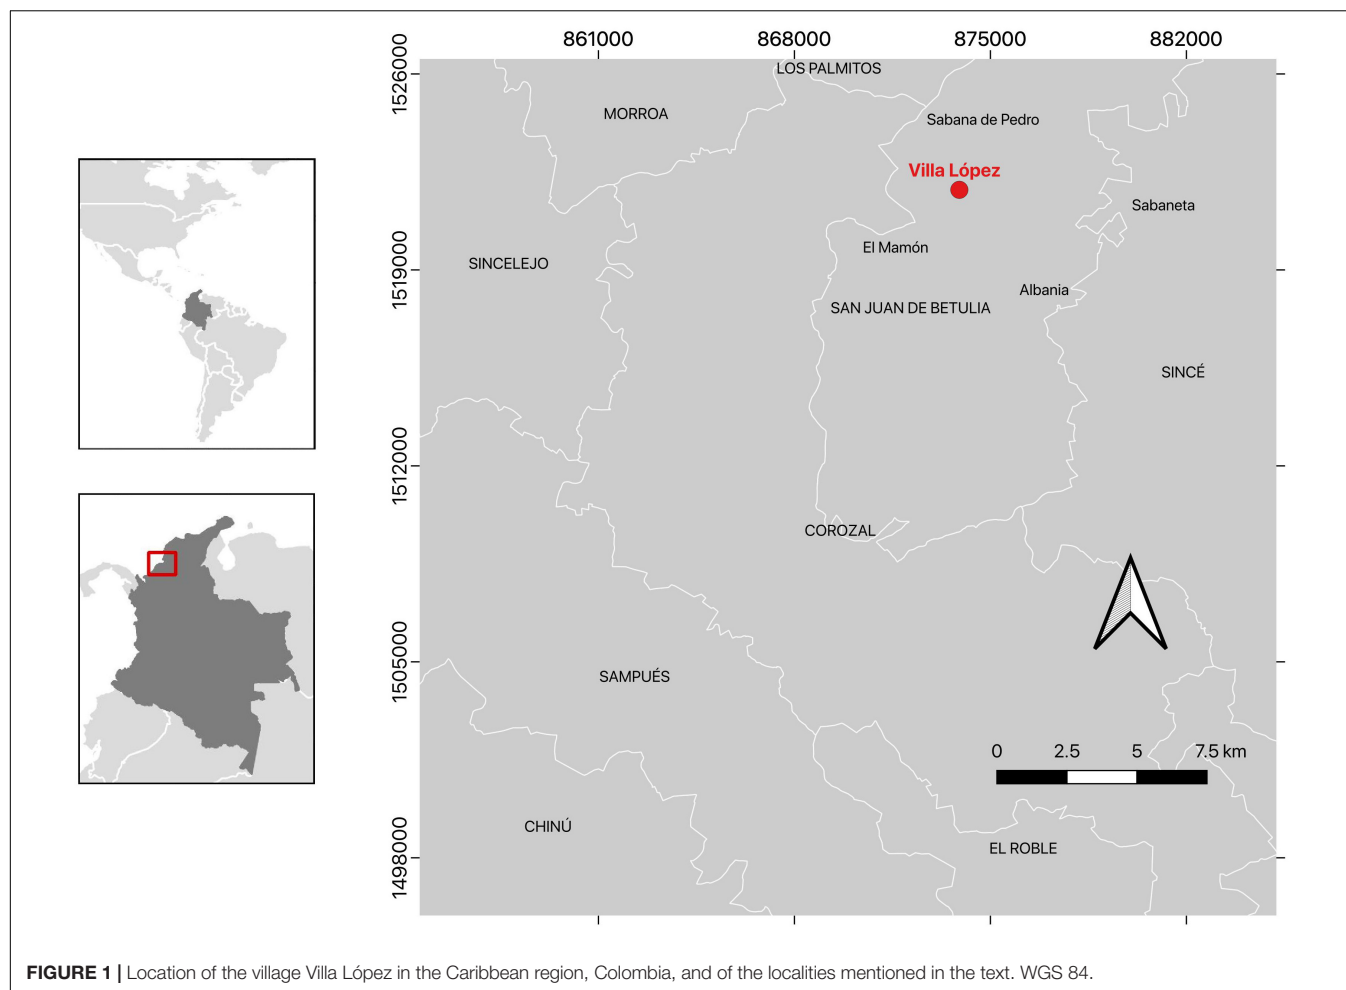 861000 868000 875000 882000
1526000
LOS PALMITOS
MORROA
Sabana de Pedro
Villa López
Sabaneta
El Mamón
SINCELEJO
1519000
Albania
SAN JUAN DE BETULIA
SINCÉ
1512000
COROZAL
1505000
SAMPUÉS
0 2.5 5 7.5 km
CHINÚ
EL ROBLE
1498000
FIGURE 1 | Location of the village Villa López in the Caribbean region, Colombia, and of the localities mentioned in the text. WGS 84.